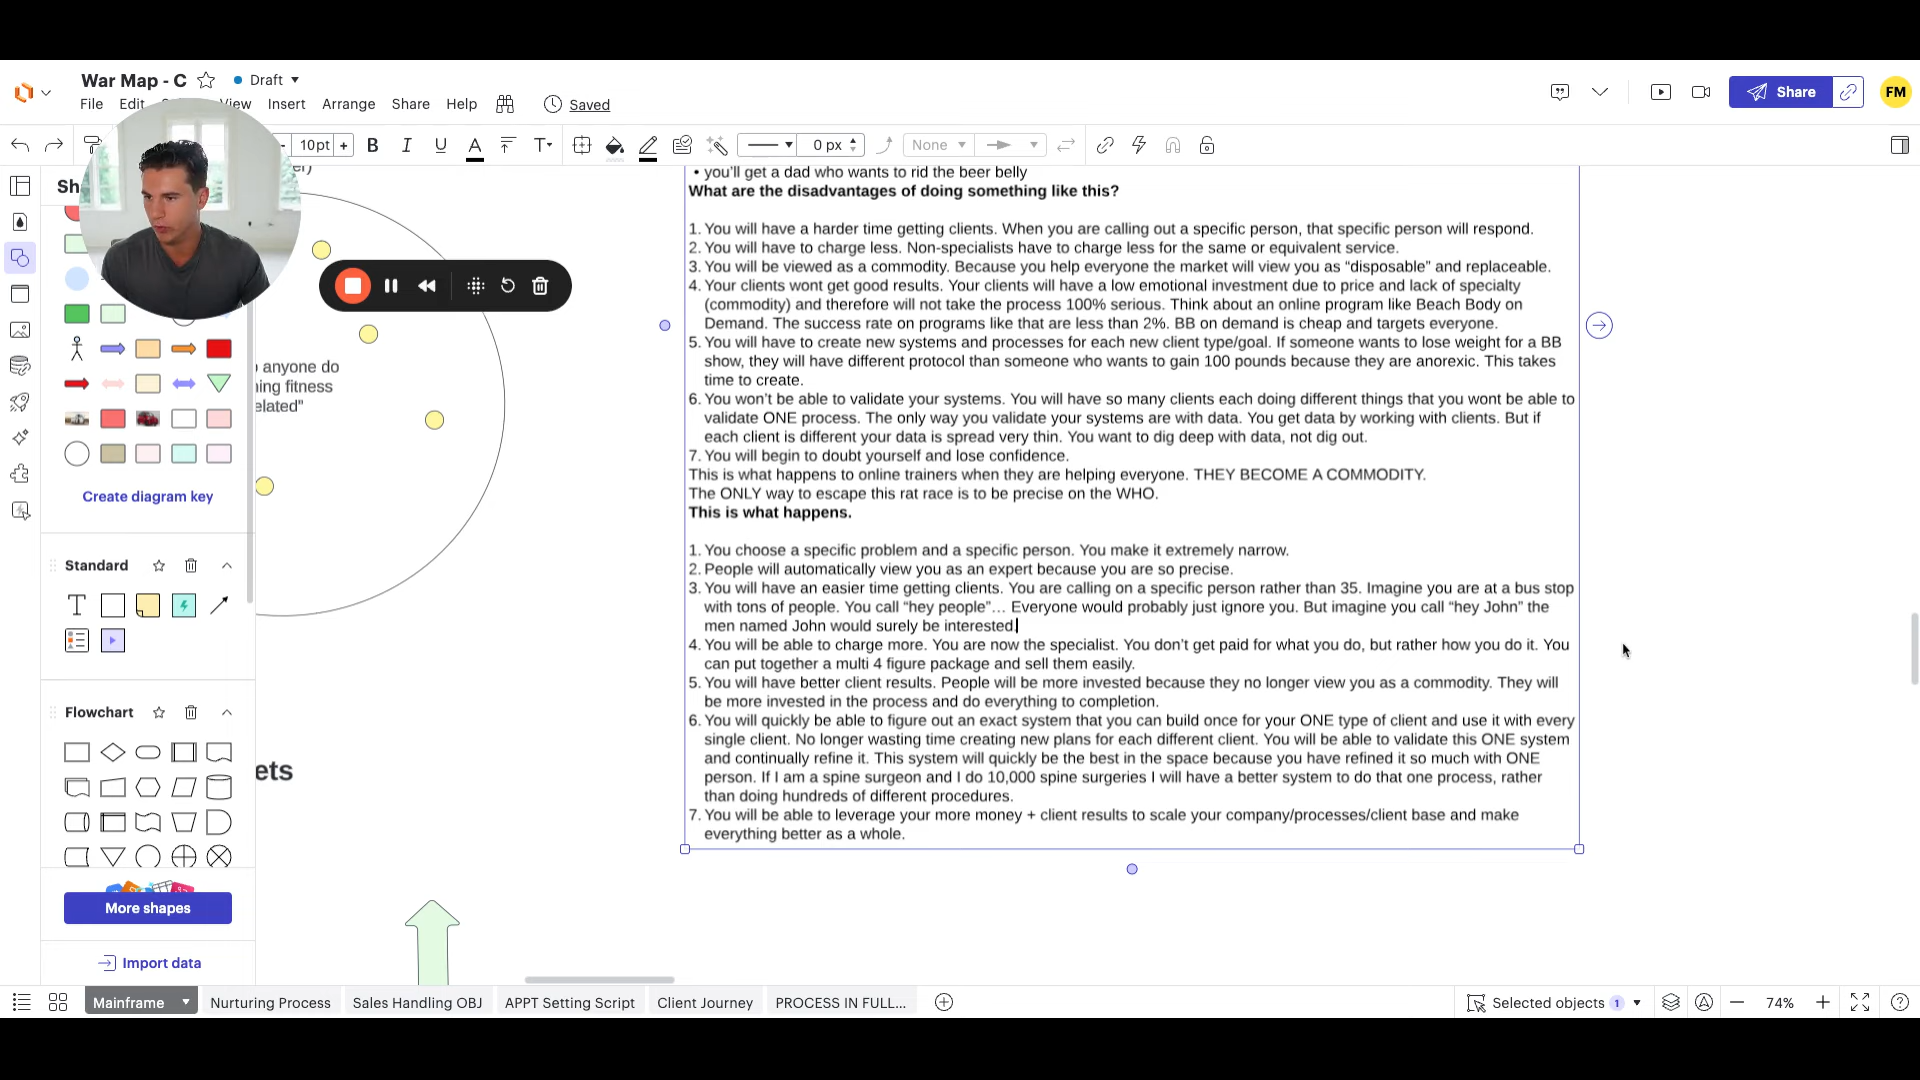 War Map - C
Draft
File Edit View Insert Arrange Share Help Saved
Share
FM
10pt
0 px
None
Sh
er)
anyone do
ning fitness
elated"
Create diagram key
Standard
Flowchart
ets
More shapes
Import data
• you'll get a dad who wants to rid the beer belly
What are the disadvantages of doing something like this?
1. You will have a harder time getting clients. When you are calling out a specific person, that specific person will respond.
2. You will have to charge less. Non-specialists have to charge less for the same or equivalent service.
3. You will be viewed as a commodity. Because you help everyone the market will view you as “disposable” and replaceable.
4. Your clients wont get good results. Your clients will have a low emotional investment due to price and lack of specialty
(commodity) and therefore will not take the process 100% serious. Think about an online program like Beach Body on
Demand. The success rate on programs like that are less than 2%. BB on demand is cheap and targets everyone.
5. You will have to create new systems and processes for each new client type/goal. If someone wants to lose weight for a BB
show, they will have different protocol than someone who wants to gain 100 pounds because they are anorexic. This takes
time to create.
6. You won’t be able to validate your systems. You will have so many clients each doing different things that you wont be able to
validate ONE process. The only way you validate your systems are with data. You get data by working with clients. But if
each client is different your data is spread very thin. You want to dig deep with data, not dig out.
7. You will begin to doubt yourself and lose confidence.
This is what happens to online trainers when they are helping everyone. THEY BECOME A COMMODITY.
The ONLY way to escape this rat race is to be precise on the WHO.
This is what happens.
1. You choose a specific problem and a specific person. You make it extremely narrow.
2. People will automatically view you as an expert because you are so precise.
3. You will have an easier time getting clients. You are calling on a specific person rather than 35. Imagine you are at a bus stop
with tons of people. You call “hey people”… Everyone would probably just ignore you. But imagine you call “hey John” the
men named John would surely be interested
4. You will be able to charge more. You are now the specialist. You don’t get paid for what you do, but rather how you do it. You
can put together a multi 4 figure package and sell them easily.
5. You will have better client results. People will be more invested because they no longer view you as a commodity. They will
be more invested in the process and do everything to completion.
6. You will quickly be able to figure out an exact system that you can build once for your ONE type of client and use it with every
single client. No longer wasting time creating new plans for each different client. You will be able to validate this ONE system
and continually refine it. This system will quickly be the best in the space because you have refined it so much with ONE
person. If I am a spine surgeon and I do 10,000 spine surgeries I will have a better system to do that one process, rather
than doing hundreds of different procedures.
7. You will be able to leverage your more money + client results to scale your company/processes/client base and make
everything better as a whole.
Mainframe Nurturing Process Sales Handling OBJ APPT Setting Script Client Journey PROCESS IN FULL...
Selected objects 1
74%